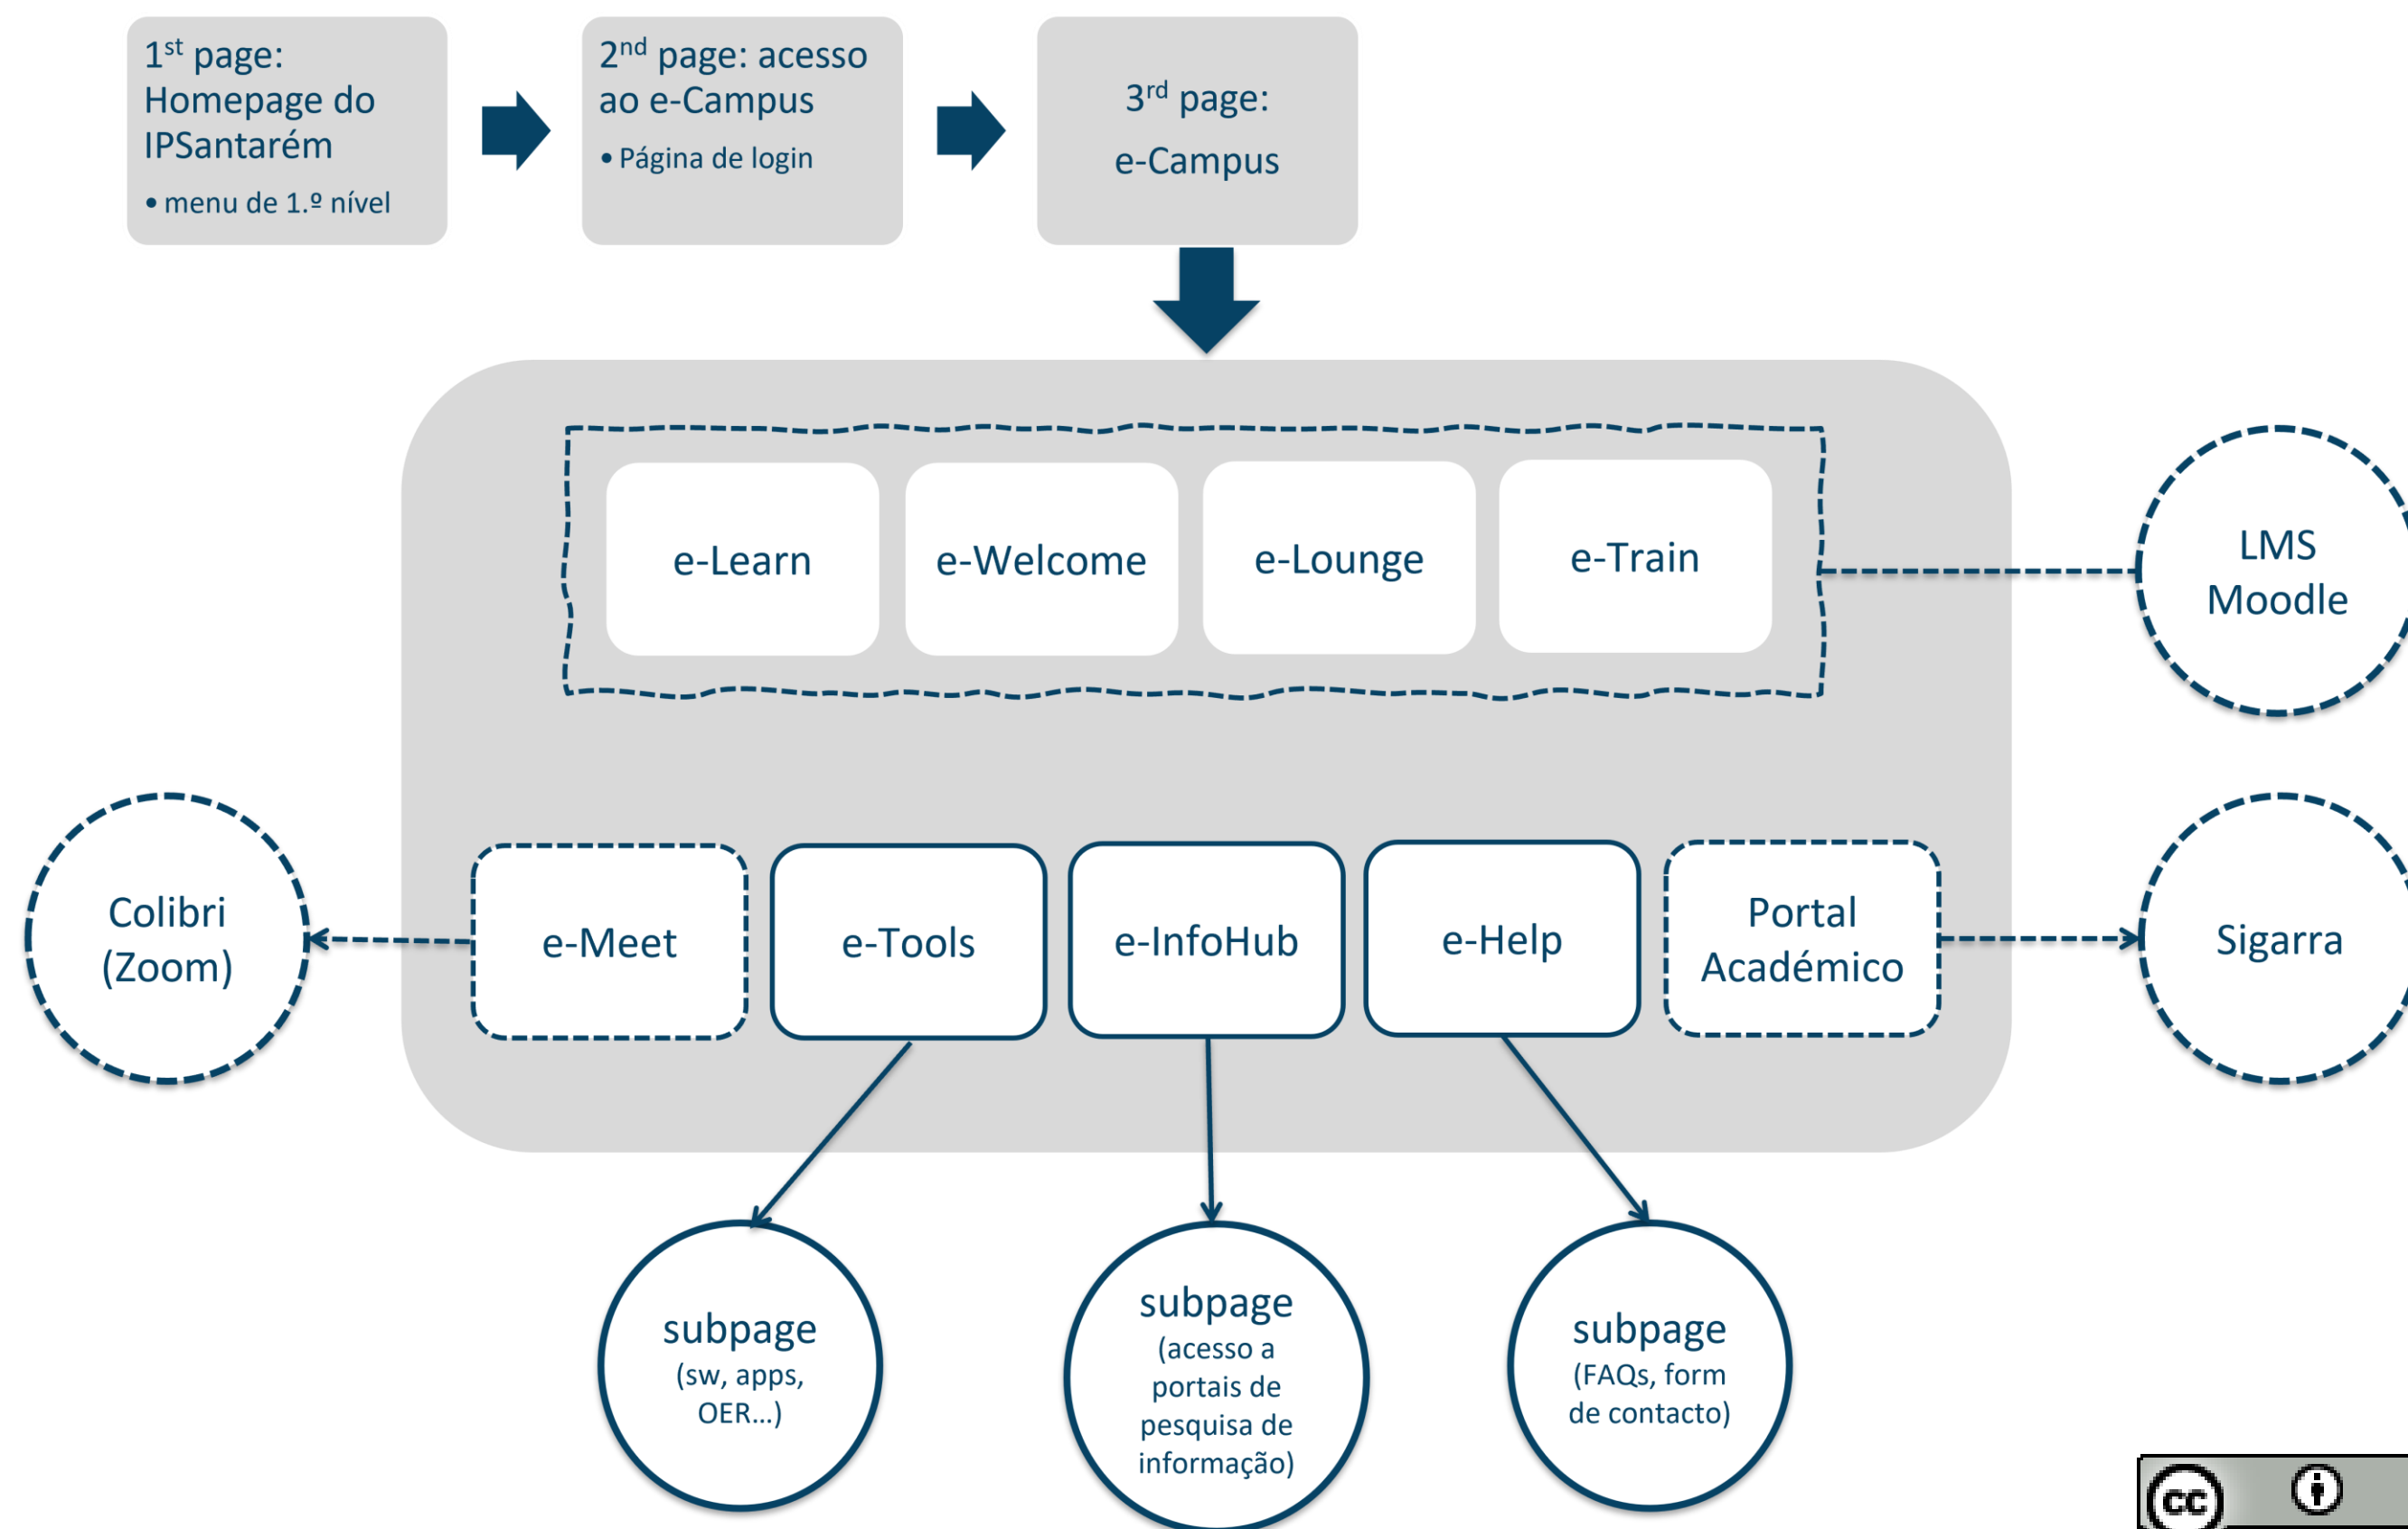 1st page:
Homepage do
IPSantarém
• menu de 1.º nível
2nd page: acesso
ao e-Campus
• Página de login
3rd page:
e-Campus
e-Learn
e-Welcome
e-Lounge
e-Train
LMS
Moodle
Colibri
(Zoom)
e-Meet
e-Tools
e-InfoHub
e-Help
Portal
Académico
Sigarra
subpage
(sw, apps,
OER...)
subpage
(acesso a
portais de
pesquisa de
informação)
subpage
(FAQs, form
de contacto)
cc